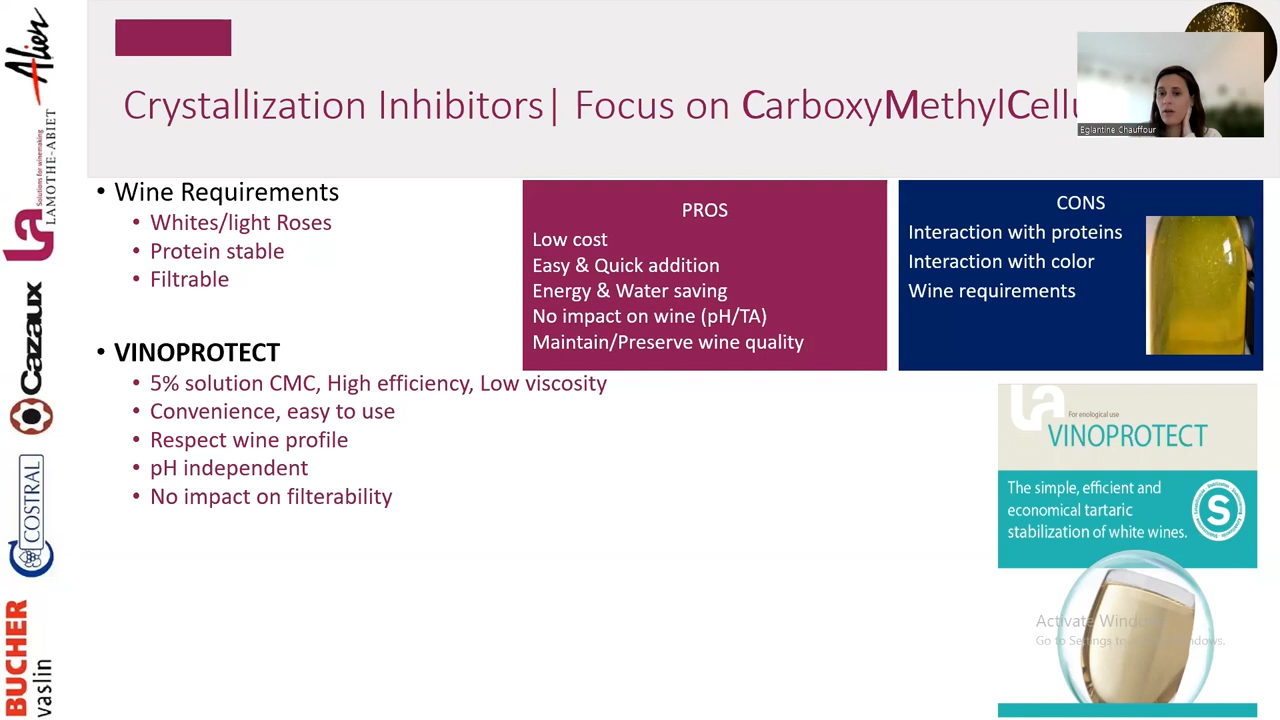 Crystallization Inhibitors| Focus on CarboxyMethylCellu
Eglantine Chauffour
• Wine Requirements
• Whites/light Roses
• Protein stable
• Filtrable
• VINOPROTECT
• 5% solution CMC, High efficiency, Low viscosity
• Convenience, easy to use
• Respect wine profile
• pH independent
• No impact on filterability
PROS
Low cost
Easy & Quick addition
Energy & Water saving
No impact on wine (pH/TA)
Maintain/Preserve wine quality
CONS
Interaction with proteins
Interaction with color
Wine requirements
La
For enological use
VINOPROTECT
The simple, efficient and
economical tartaric
stabilization of white wines.
S
Activate Windows
Go to Settings to activate Windows.
Alien
La
Solutions for winemaking
LAMOTHE-ABIET
Cazaux
COSTRAL
BUCHER
vaslin